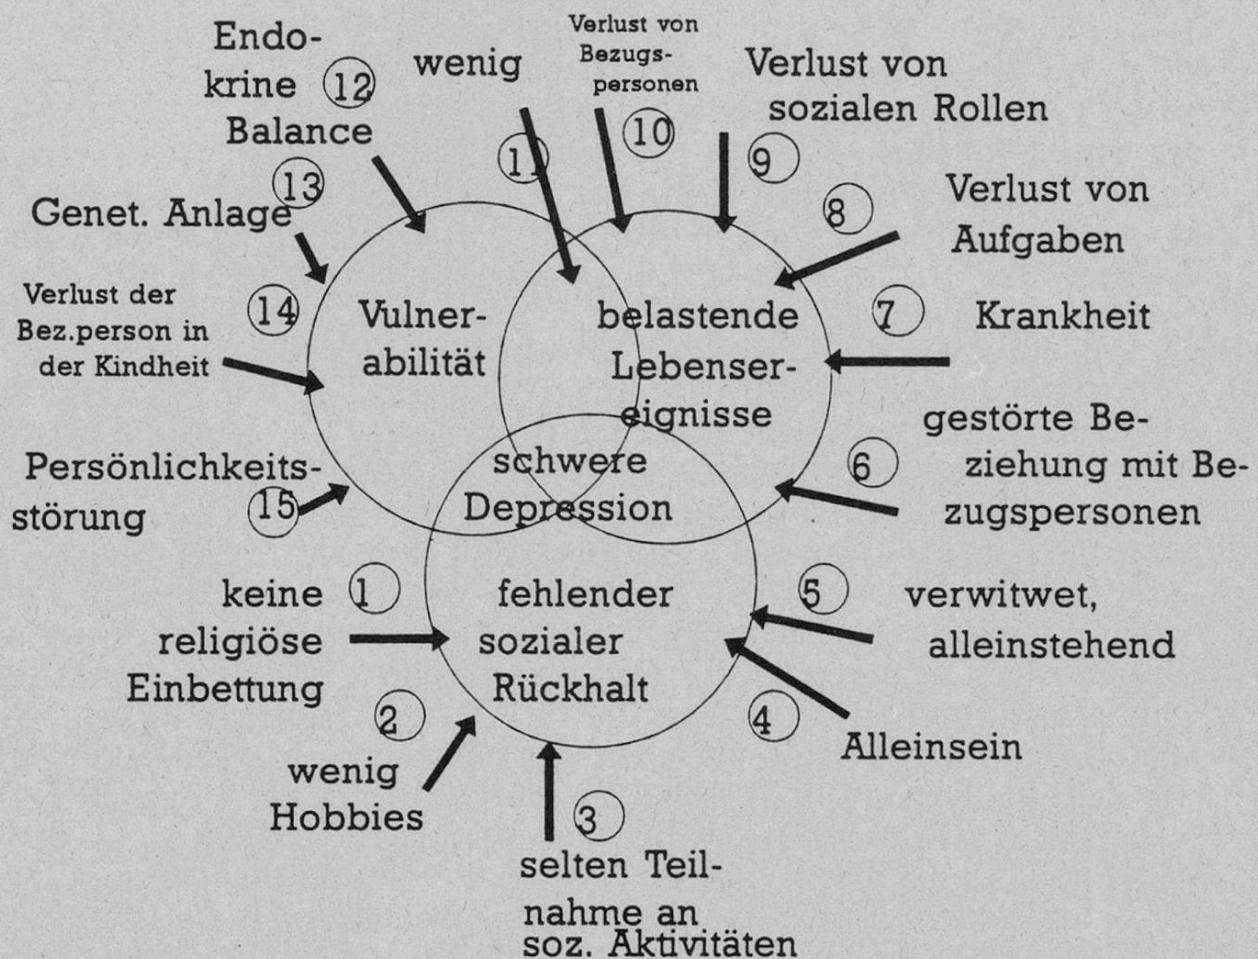 Endo-
krine 12
Balance
wenig
11
Verlust von
Bezugs-
personen
10
Verlust von
sozialen Rollen
9
8
Verlust von
Aufgaben
13
Genet. Anlage
14
Verlust der
Bez.person in
der Kindheit
Vulner-
abilität
belastende
Lebenser-
eignisse
7 Krankheit
gestörte Be-
6 ziehung mit Be-
zugspersonen
Persönlichkeits-
störung 15
schwere
Depression
keine 1
religiöse
Einbettung
fehlender
sozialer
Rückhalt
5 verwitwet,
alleinstehend
2
wenig
Hobbies
4
Alleinsein
3
selten Teil-
nahme an
soz. Aktivitäten